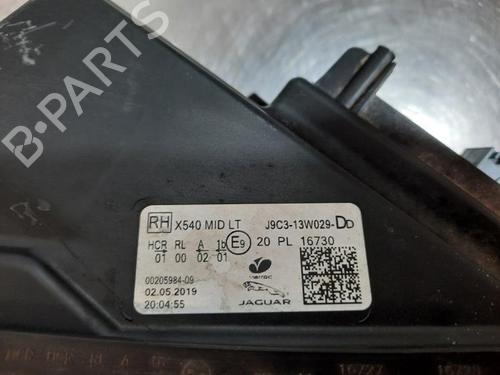 B-PARTS
RH X540 MID LT J9C3-13W029-DD
HCR RL A 1b E9 20 PL 16730
01 00 02 01
00205984-09
02.05.2019
20:04:55
JAGUAR